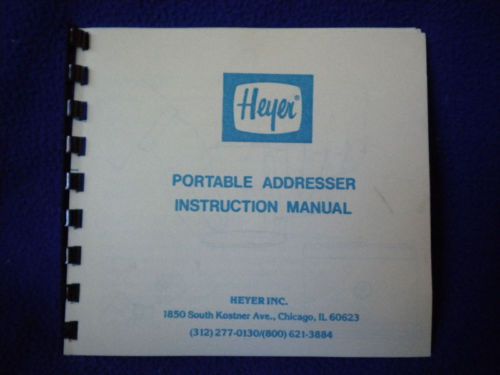 Heyer®
PORTABLE ADDRESSER
INSTRUCTION MANUAL
HEYER INC.
1850 South Kostner Ave., Chicago, IL 60623
(312) 277-0130/(800) 621-3884